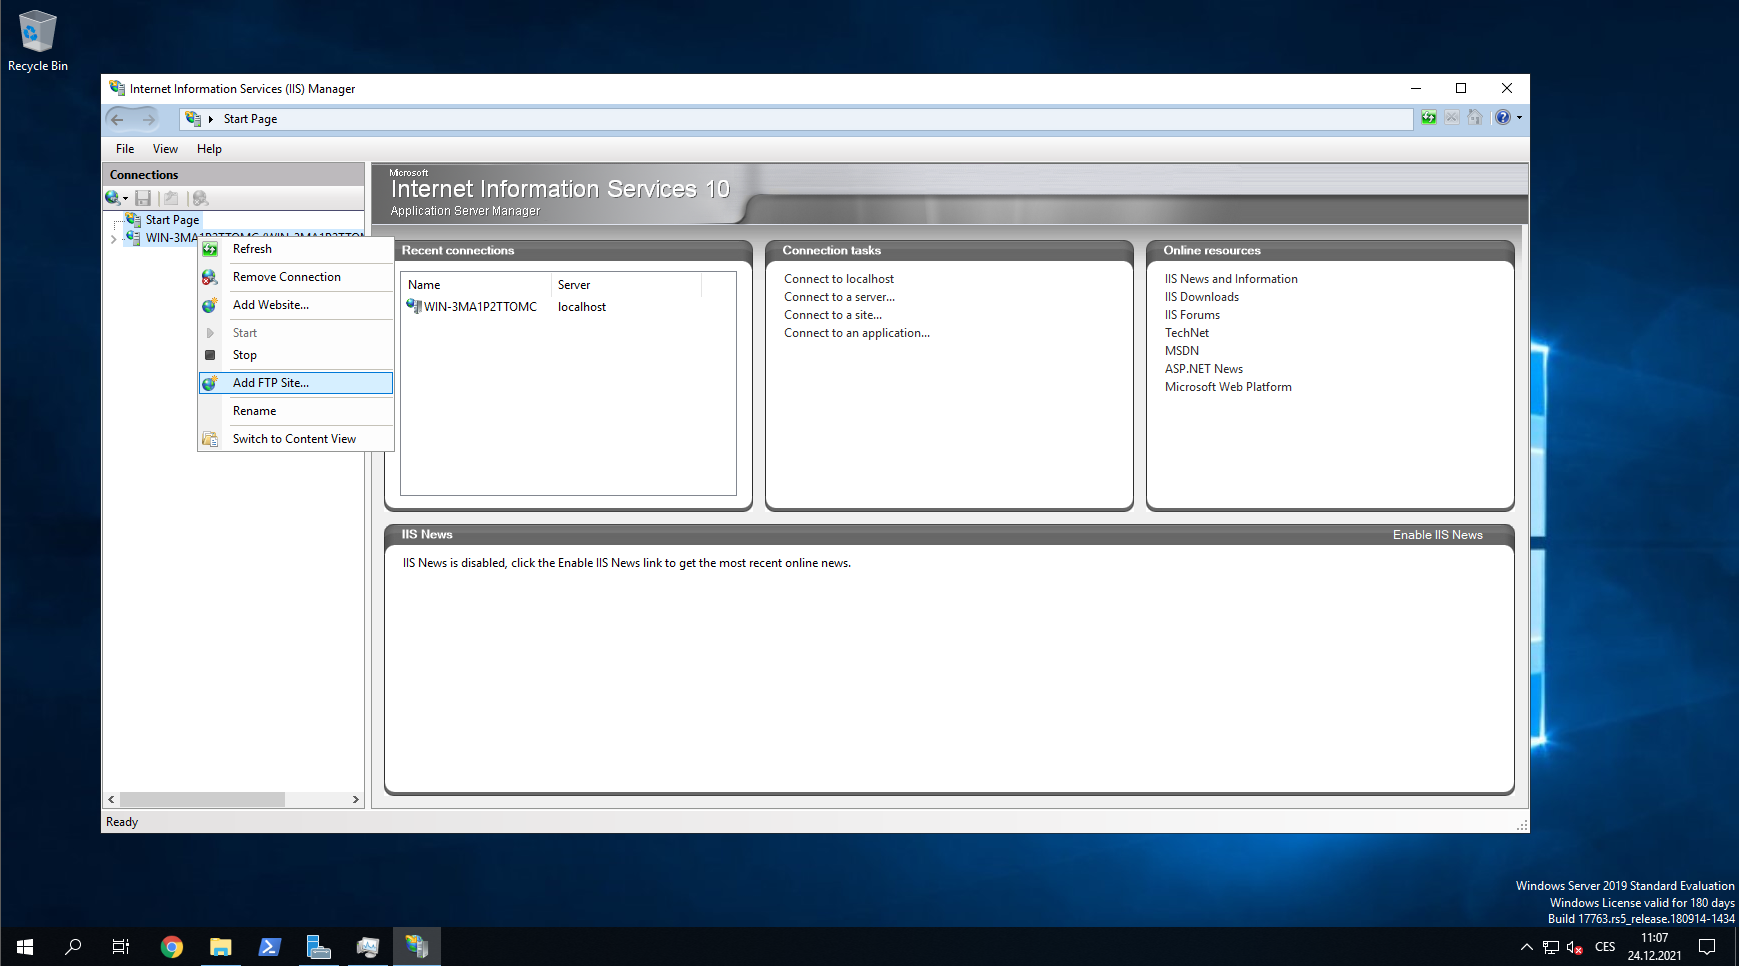 Recycle Bin
Internet Information Services (IIS) Manager
Start Page
File View Help
Connections
Start Page
WIN-3MA1P2TTOMC (WIN-3MA1P2TTOM
Refresh
Remove Connection
Add Website...
Start
Stop
Add FTP Site...
Rename
Switch to Content View
Microsoft
Internet Information Services 10
Application Server Manager
Recent connections
Name Server
WIN-3MA1P2TTOMC localhost
Connection tasks
Connect to localhost
Connect to a server...
Connect to a site...
Connect to an application...
Online resources
IIS News and Information
IIS Downloads
IIS Forums
TechNet
MSDN
ASP.NET News
Microsoft Web Platform
IIS News
Enable IIS News
IIS News is disabled, click the Enable IIS News link to get the most recent online news.
Ready
Windows Server 2019 Standard Evaluation
Windows License valid for 180 days
Build 17763.rs5_release.180914-1434
CES
11:07
24.12.2021